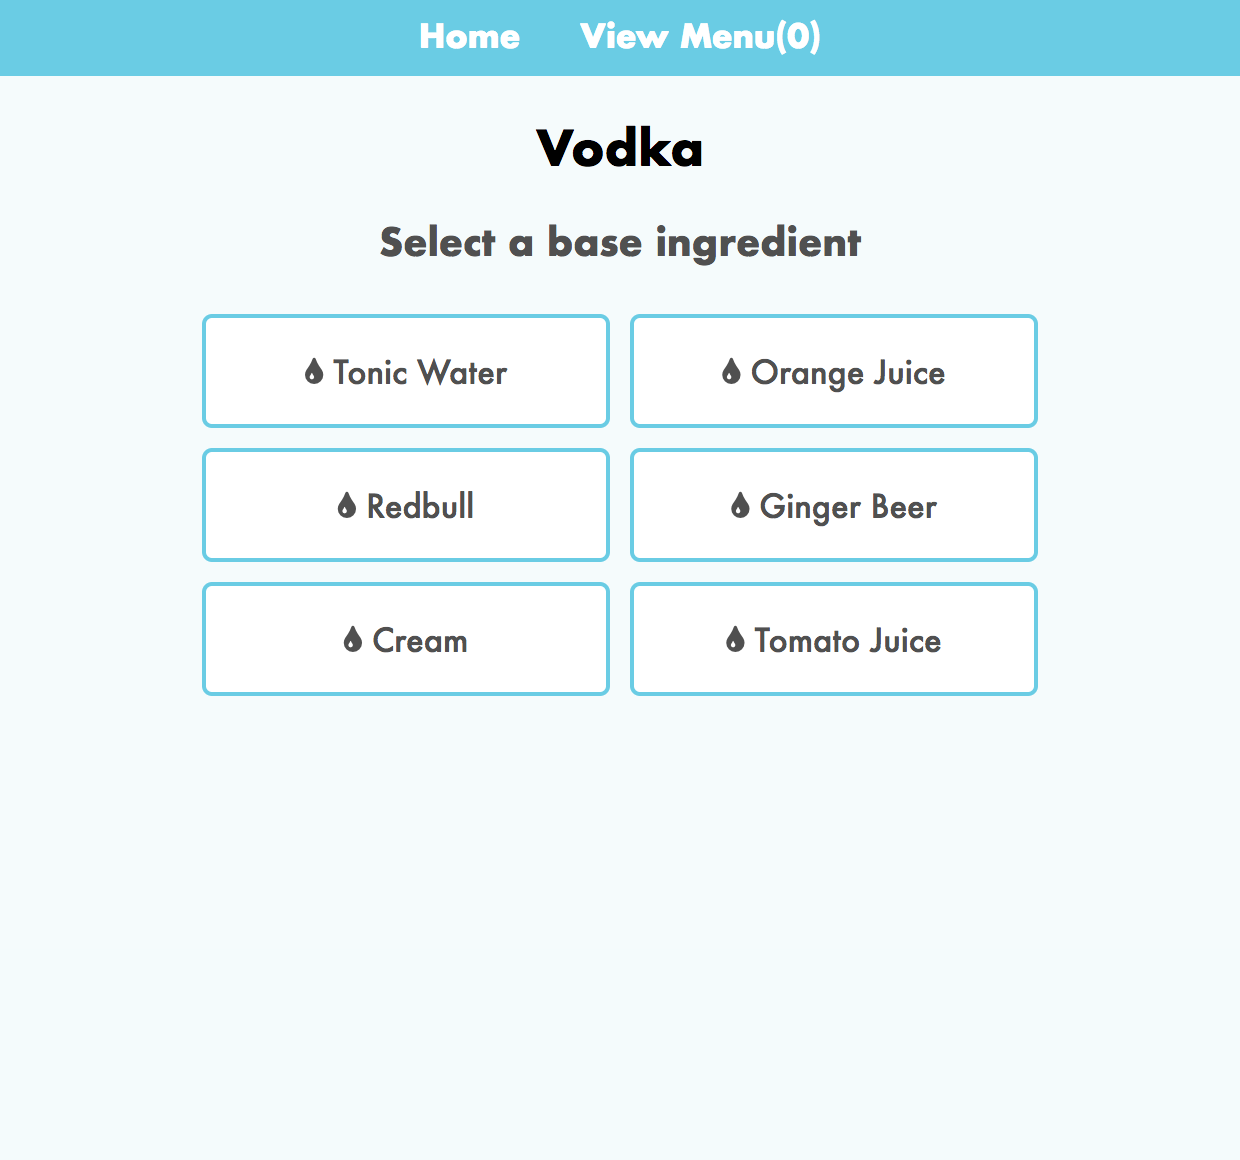 Home View Menu(0)
Vodka
Select a base ingredient
Tonic Water
Orange Juice
Redbull
Ginger Beer
Cream
Tomato Juice